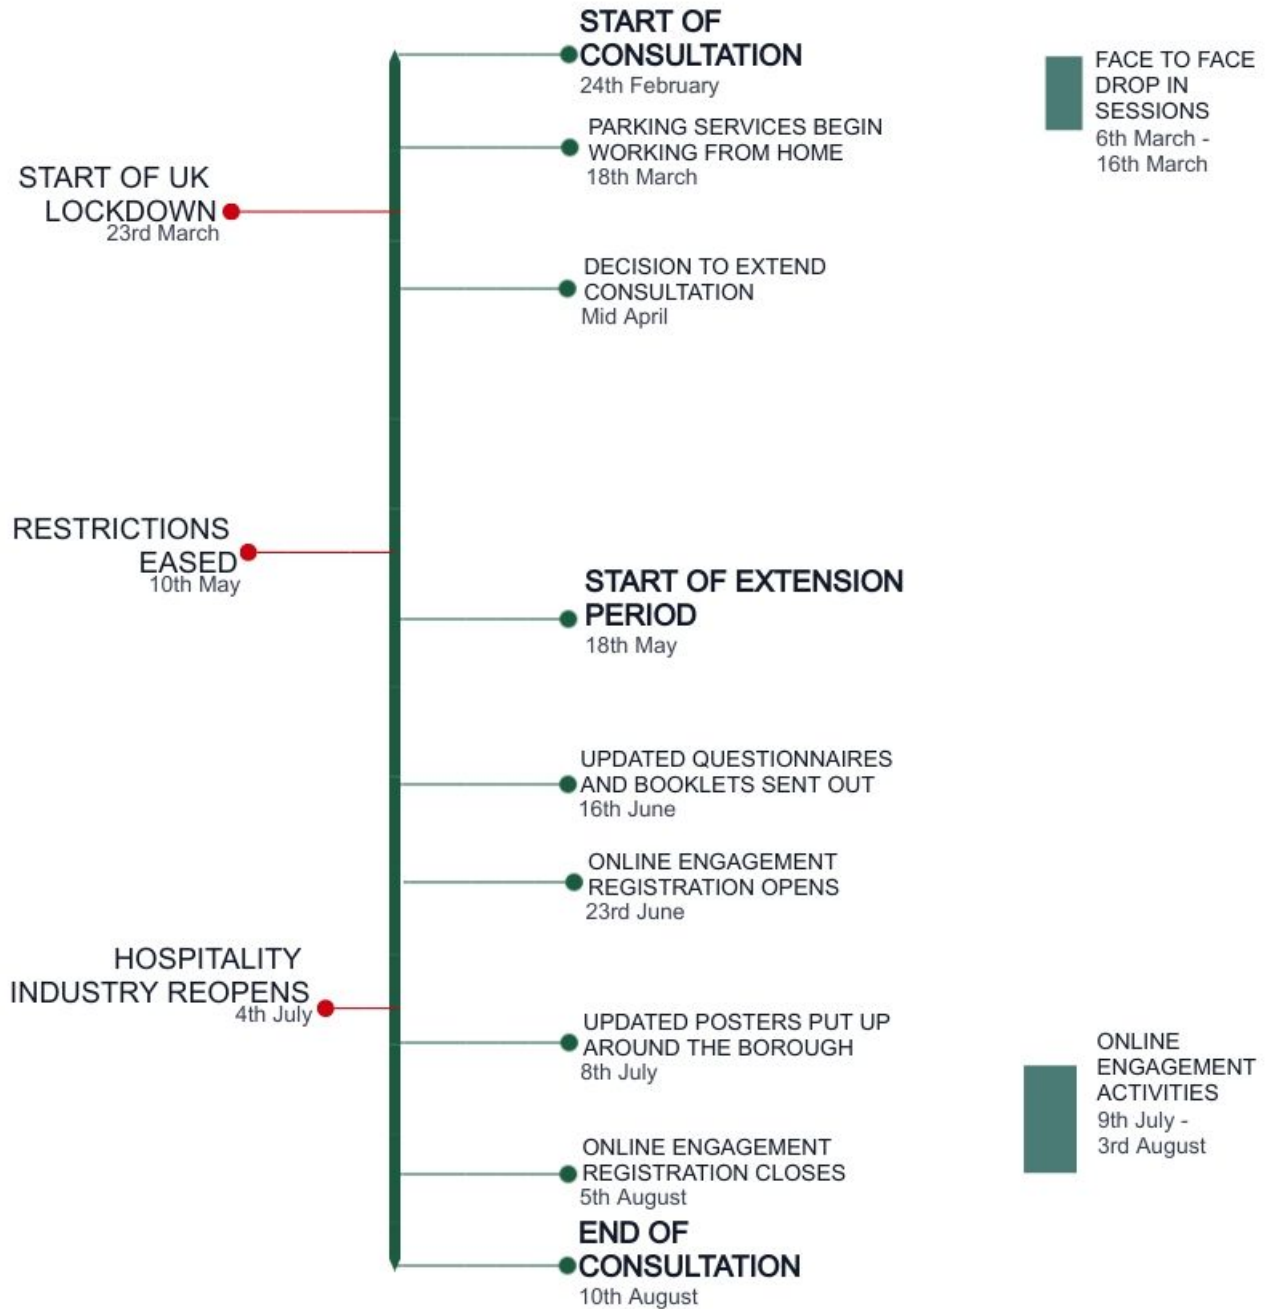 START OF
CONSULTATION
24th February
FACE TO FACE
DROP IN
SESSIONS
6th March -
16th March
PARKING SERVICES BEGIN
WORKING FROM HOME
18th March
START OF UK
LOCKDOWN
23rd March
DECISION TO EXTEND
CONSULTATION
Mid April
RESTRICTIONS
EASED
10th May
START OF EXTENSION
PERIOD
18th May
UPDATED QUESTIONNAIRES
AND BOOKLETS SENT OUT
16th June
ONLINE ENGAGEMENT
REGISTRATION OPENS
23rd June
HOSPITALITY
INDUSTRY REOPENS
4th July
UPDATED POSTERS PUT UP
AROUND THE BOROUGH
8th July
ONLINE
ENGAGEMENT
ACTIVITIES
9th July -
3rd August
ONLINE ENGAGEMENT
REGISTRATION CLOSES
5th August
END OF
CONSULTATION
10th August